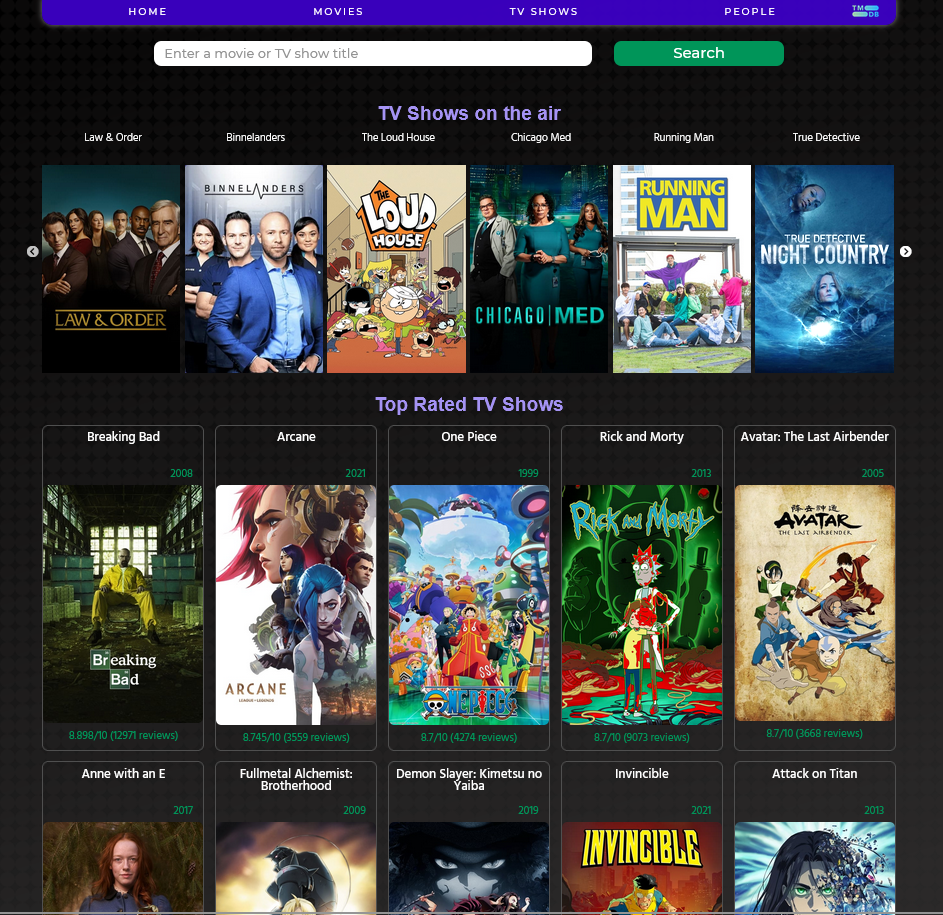 HOME MOVIES TV SHOWS PEOPLE TMDB
Enter a movie or TV show title Search
TV Shows on the air
Law & Order Binnelanders The Loud House Chicago Med Running Man True Detective
LAW & ORDER
BINNELANDERS
The LOUD HOUSE
CHICAGO MED
RUNNING MAN
TRUE DETECTIVE
NIGHT COUNTRY
Top Rated TV Shows
Breaking Bad Arcane One Piece Rick and Morty Avatar: The Last Airbender
2008 2021 1999 2013 2005
Breaking
Bad
ARCANE
LEAGUE OF LEGENDS
ONE PIECE
Rick and Morty
降去神通
AVATAR
THE LAST AIRBENDER
8.898/10 (12971 reviews) 8.745/10 (3559 reviews) 8.7/10 (4274 reviews) 8.7/10 (9073 reviews) 8.7/10 (3668 reviews)
Anne with an E Fullmetal Alchemist: Demon Slayer: Kimetsu no Invincible Attack on Titan
Brotherhood Yaiba
2017 2009 2019 2021 2013
INVINCIBLE